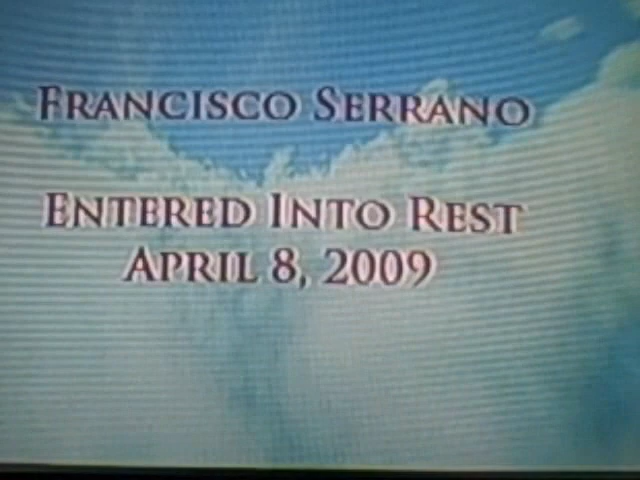 FRANCISCO SERRANO
ENTERED INTO REST
APRIL 8, 2009